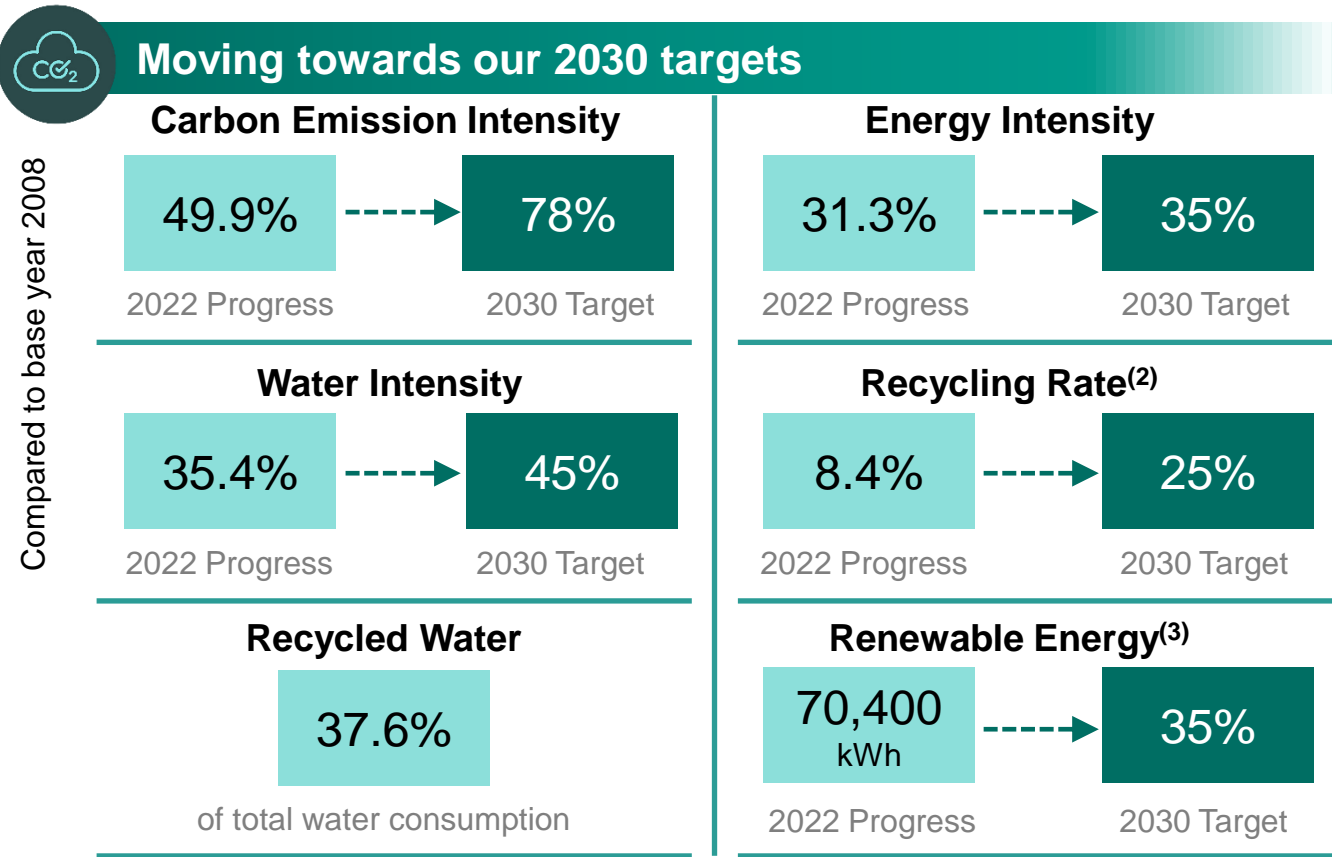 CO₂
Moving towards our 2030 targets
Compared to base year 2008
Carbon Emission Intensity
49.9%
78%
2022 Progress
2030 Target
Energy Intensity
31.3%
35%
2022 Progress
2030 Target
Water Intensity
35.4%
45%
2022 Progress
2030 Target
Recycling Rate(2)
8.4%
25%
2022 Progress
2030 Target
Recycled Water
37.6%
of total water consumption
Renewable Energy(3)
70,400
kWh
35%
2022 Progress
2030 Target